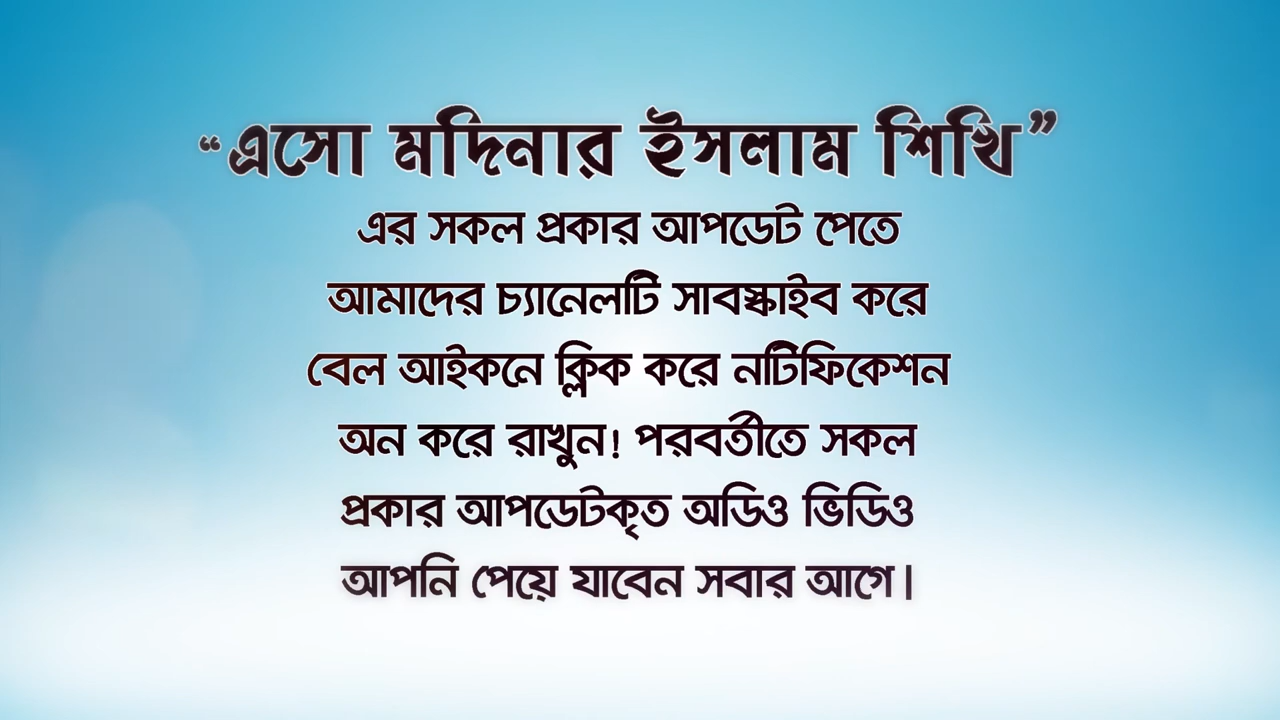 “এসো মদিনার ইসলাম শিখি”
এর সকল প্রকার আপডেট পেতে
আমাদের চ্যানেলটি সাবস্ক্রাইব করে
বেল আইকনে ক্লিক করে নটিফিকেশন
অন করে রাখুন! পরবর্তীতে সকল
প্রকার আপডেটকৃত অডিও ভিডিও
আপনি পেয়ে যাবেন সবার আগে।